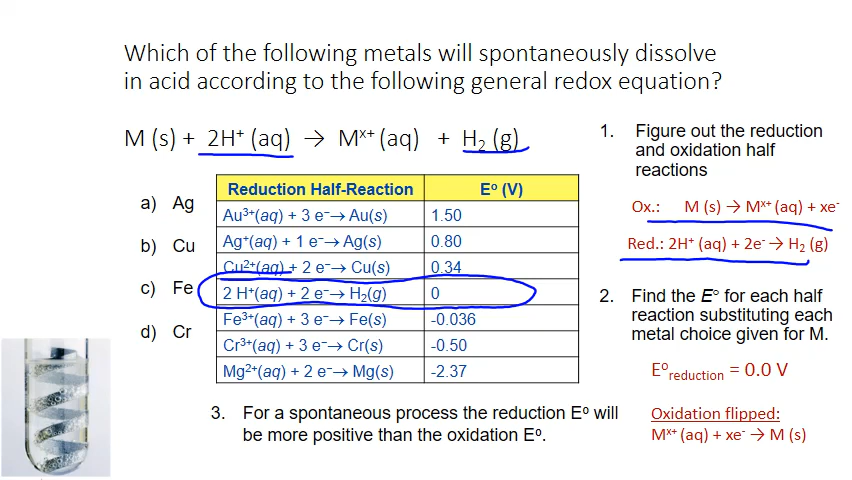 Which of the following metals will spontaneously dissolve
in acid according to the following general redox equation?
M (s) + 2H⁺ (aq) → Mˣ⁺ (aq) + H₂ (g)
a) Ag
b) Cu
c) Fe
d) Cr
Reduction Half-Reaction E° (V)
Au³⁺(aq) + 3 e⁻→ Au(s) 1.50
Ag⁺(aq) + 1 e⁻→ Ag(s) 0.80
Cu²⁺(aq) + 2 e⁻→ Cu(s) 0.34
2 H⁺(aq) + 2 e⁻→ H₂(g) 0
Fe³⁺(aq) + 3 e⁻→ Fe(s) -0.036
Cr³⁺(aq) + 3 e⁻→ Cr(s) -0.50
Mg²⁺(aq) + 2 e⁻→ Mg(s) -2.37
1. Figure out the reduction
and oxidation half
reactions
Ox.: M (s) → Mˣ⁺ (aq) + xe⁻
Red.: 2H⁺ (aq) + 2e⁻ → H₂ (g)
2. Find the E° for each half
reaction substituting each
metal choice given for M.
E°reduction = 0.0 V
Oxidation flipped:
Mˣ⁺ (aq) + xe⁻ → M (s)
3. For a spontaneous process the reduction E° will
be more positive than the oxidation E°.